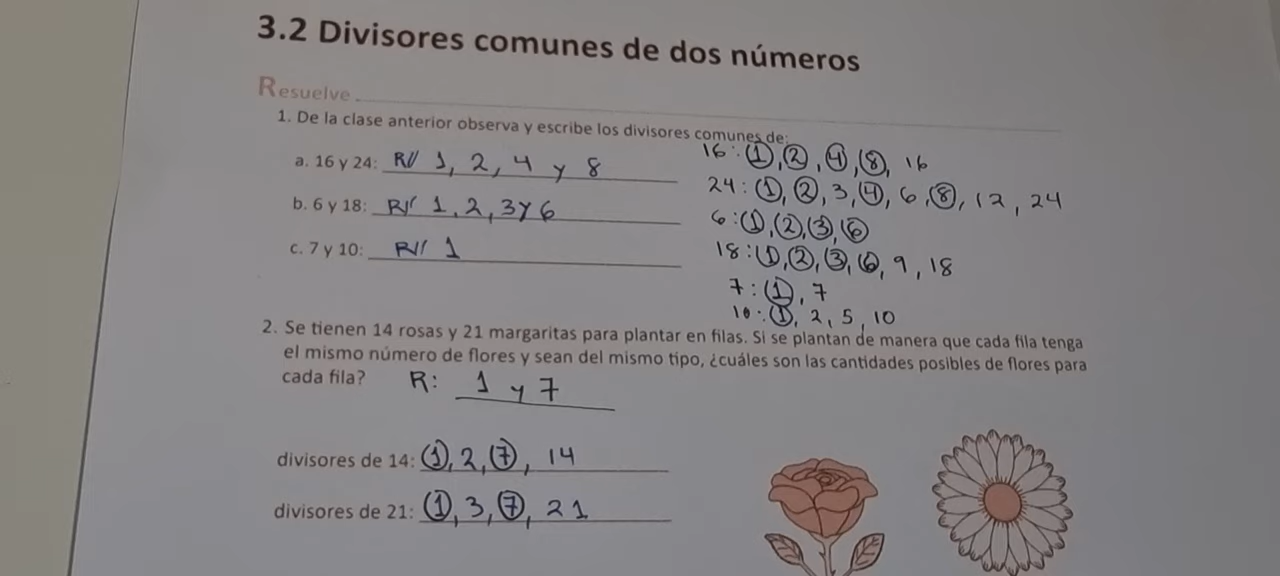 3.2 Divisores comunes de dos números
Resuelve
1. De la clase anterior observa y escribe los divisores comunes de:
a. 16 y 24: R// 1, 2, 4 y 8
b. 6 y 18: R// 1, 2, 3 y 6
c. 7 y 10: R// 1
16: 1, 2, 4, 8, 16
24: 1, 2, 3, 4, 6, 8, 12, 24
6: 1, 2, 3, 6
18: 1, 2, 3, 6, 9, 18
7: 1, 7
10: 1, 2, 5, 10
2. Se tienen 14 rosas y 21 margaritas para plantar en filas. Si se plantan de manera que cada fila tenga
el mismo número de flores y sean del mismo tipo, ¿cuáles son las cantidades posibles de flores para
cada fila? R: 1 y 7
divisores de 14: 1, 2, 7, 14
divisores de 21: 1, 3, 7, 21